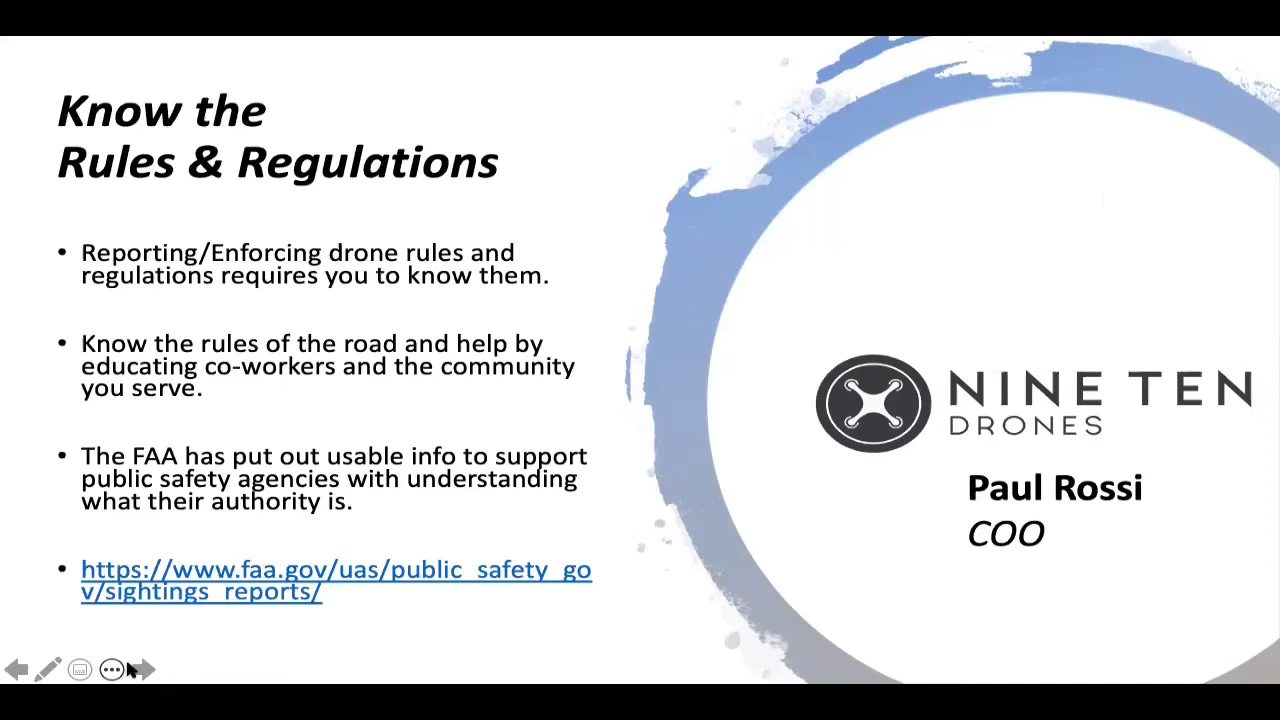 Know the
Rules & Regulations
• Reporting/Enforcing drone rules and
regulations requires you to know them.
• Know the rules of the road and help by
educating co-workers and the community
you serve.
• The FAA has put out usable info to support
public safety agencies with understanding
what their authority is.
• https://www.faa.gov/uas/public_safety_go
v/sightings_reports/
NINE TEN
DRONES
Paul Rossi
COO